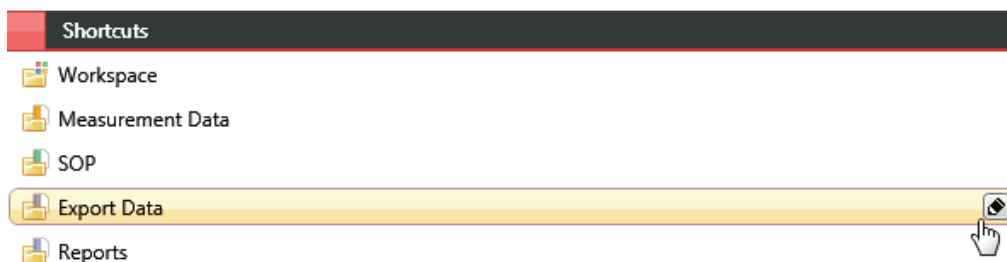 Shortcuts
Workspace
Measurement Data
SOP
Export Data
Reports